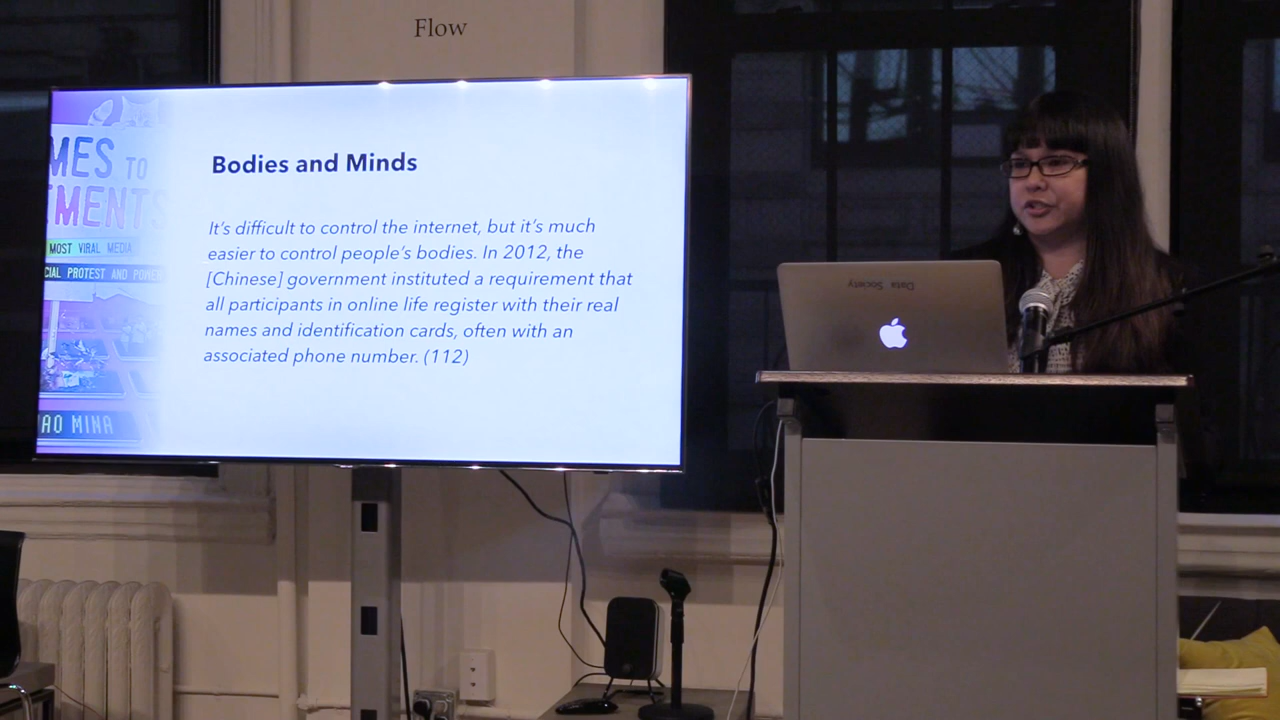 Flow
MES TO
EMENTS
MOST VIRAL MEDIA
CIAL PROTEST AND POWER
AO MINA
Bodies and Minds
It's difficult to control the internet, but it's much
easier to control people's bodies. In 2012, the
[Chinese] government instituted a requirement that
all participants in online life register with their real
names and identification cards, often with an
associated phone number. (112)
Data Society